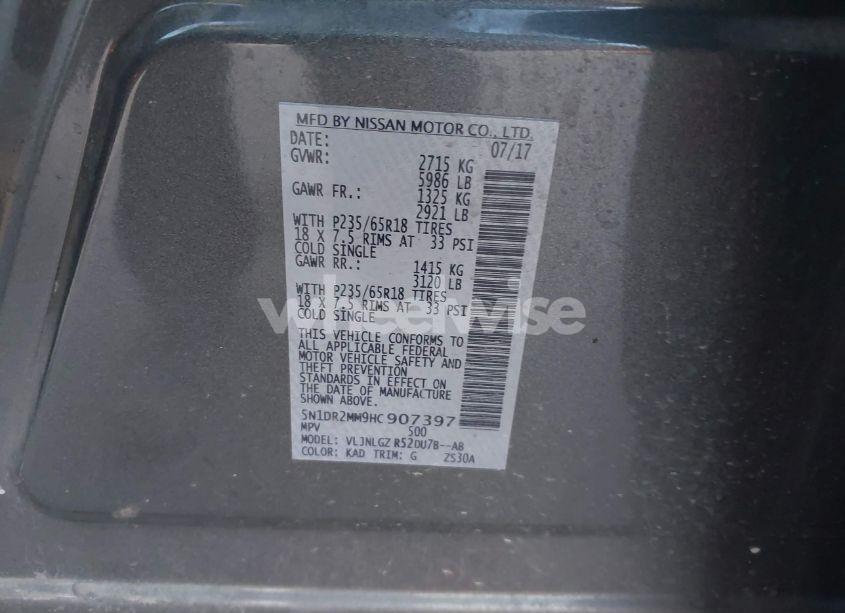 MFD BY NISSAN MOTOR CO., LTD.
DATE: 07/17
GVWR: 2715 KG
5986 LB
GAWR FR.: 1325 KG
2921 LB
WITH P235/65R18 TIRES
18 X 7.5 RIMS AT 33 PSI
COLD SINGLE
GAWR RR.: 1415 KG
3120 LB
WITH P235/65R18 TIRES
18 X 7.5 RIMS AT 33 PSI
COLD SINGLE
wheelwise
THIS VEHICLE CONFORMS TO
ALL APPLICABLE FEDERAL
MOTOR VEHICLE SAFETY AND
THEFT PREVENTION
STANDARDS IN EFFECT ON
THE DATE OF MANUFACTURE
SHOWN ABOVE.
5N1DR2MM9HC907397
MPV 500
MODEL: VLJNLGZ R52DU7B--AB
COLOR: KAD TRIM: G ZS30A